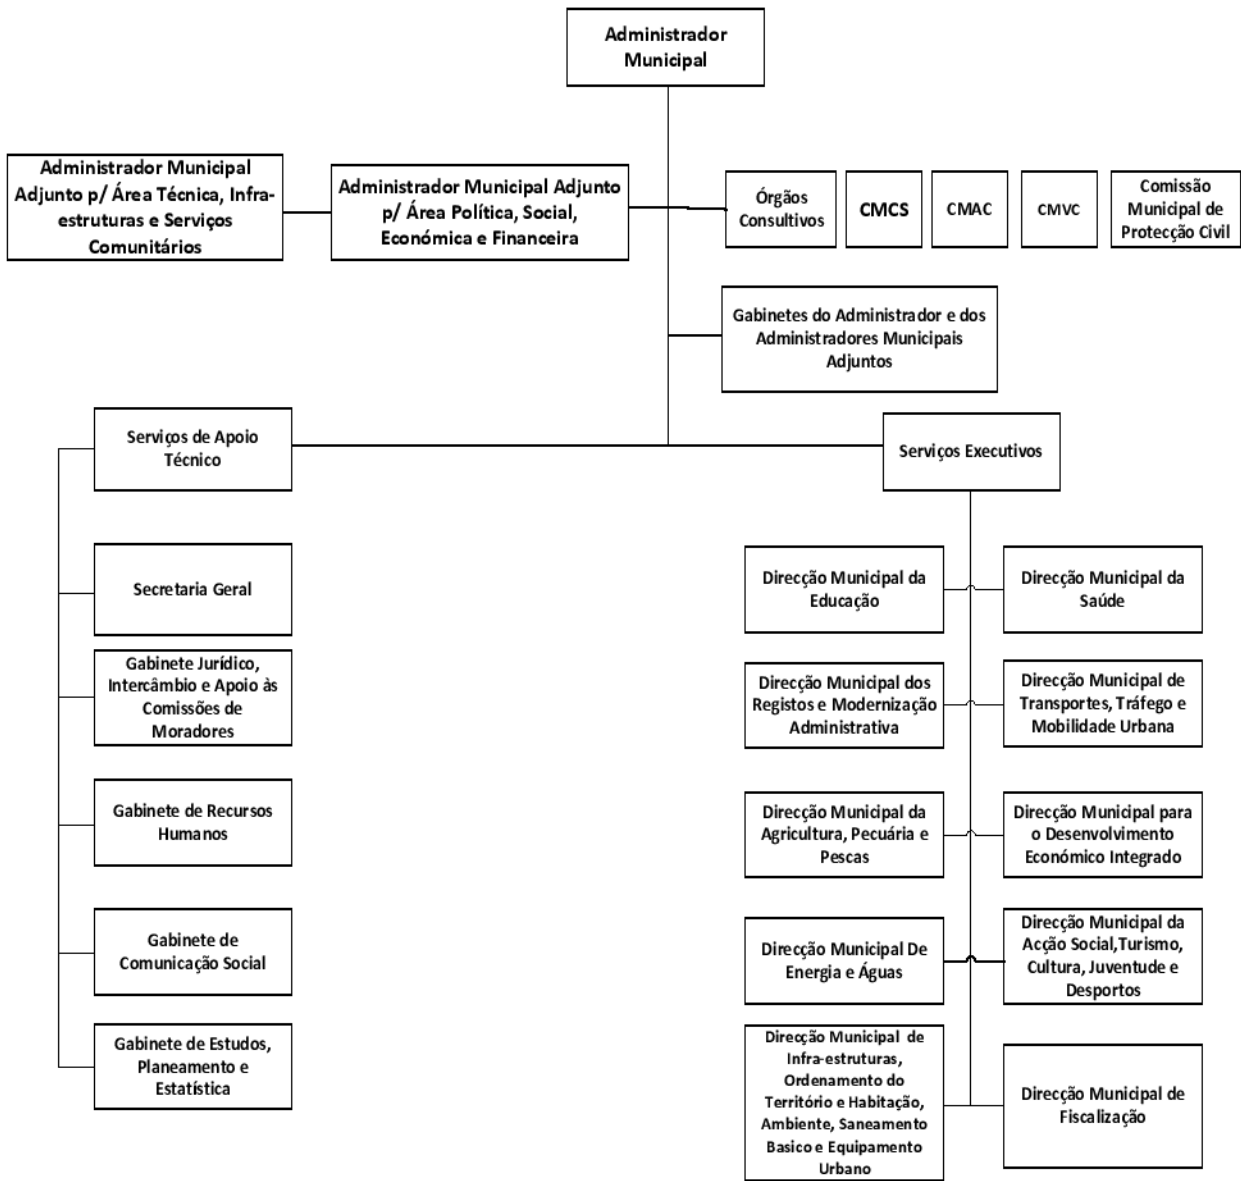 Administrador
Municipal
Administrador Municipal
Adjunto p/ Área Técnica, Infra-
estruturas e Serviços
Comunitários
Administrador Municipal Adjunto
p/ Área Política, Social,
Económica e Financeira
Órgãos
Consultivos
CMCS
CMAC
CMVC
Comissão
Municipal de
Protecção Civil
Gabinetes do Administrador e dos
Administradores Municipais
Adjuntos
Serviços de Apoio
Técnico
Serviços Executivos
Secretaria Geral
Gabinete Jurídico,
Intercâmbio e Apoio às
Comissões de
Moradores
Gabinete de Recursos
Humanos
Gabinete de
Comunicação Social
Gabinete de Estudos,
Planeamento e
Estatística
Direcção Municipal da
Educação
Direcção Municipal da
Saúde
Direcção Municipal dos
Registos e Modernização
Administrativa
Direcção Municipal de
Transportes, Tráfego e
Mobilidade Urbana
Direcção Municipal da
Agricultura, Pecuária e
Pescas
Direcção Municipal para
o Desenvolvimento
Económico Integrado
Direcção Municipal De
Energia e Águas
Direcção Municipal da
Acção Social,Turismo,
Cultura, Juventude e
Desportos
Direcção Municipal de
Infra-estruturas,
Ordenamento do
Território e Habitação,
Ambiente, Saneamento
Basico e Equipamento
Urbano
Direcção Municipal de
Fiscalização